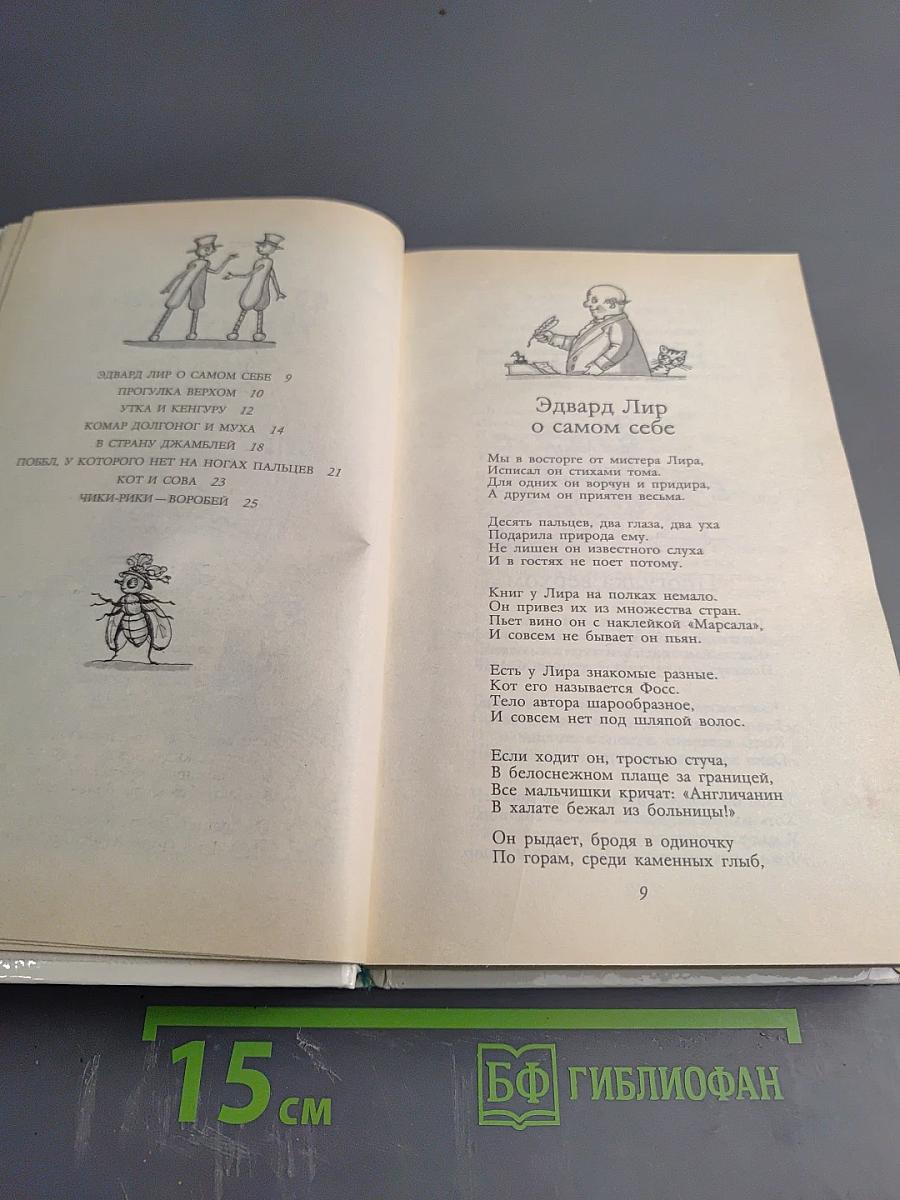 ЭДВАРД ЛИР О САМОМ СЕБЕ 9
ПРОГУЛКА ВЕРХОМ 10
УТКА И КЕНГУРУ 12
КОМАР ДОЛГОНОГ И МУХА 14
В СТРАНУ ДЖАМБЛЕЙ 18
ПОББЛ, У КОТОРОГО НЕТ НА НОГАХ ПАЛЬЦЕВ 21
КОТ И СОВА 23
ЧИКИ-РИКИ — ВОРОБЕЙ 25
Эдвард Лир
о самом себе
Мы в восторге от мистера Лира,
Исписал он стихами тома.
Для одних он ворчун и придира,
А другим он приятен весьма.
Десять пальцев, два глаза, два уха
Подарила природа ему.
Не лишен он известного слуха
И в гостях не поет потому.
Книг у Лира на полках немало.
Он привез их из множества стран.
Пьет вино он с наклейкой «Марсала»,
И совсем не бывает он пьян.
Есть у Лира знакомые разные.
Кот его называется Фосс.
Тело автора шарообразное,
И совсем нет под шляпой волос.
Если ходит он, тростью стуча,
В белоснежном плаще за границей,
Все мальчишки кричат: «Англичанин
В халате бежал из больницы!»
Он рыдает, бродя в одиночку
По горам, среди каменных глыб,
9
15 см
БФ ГИБЛИОФАН